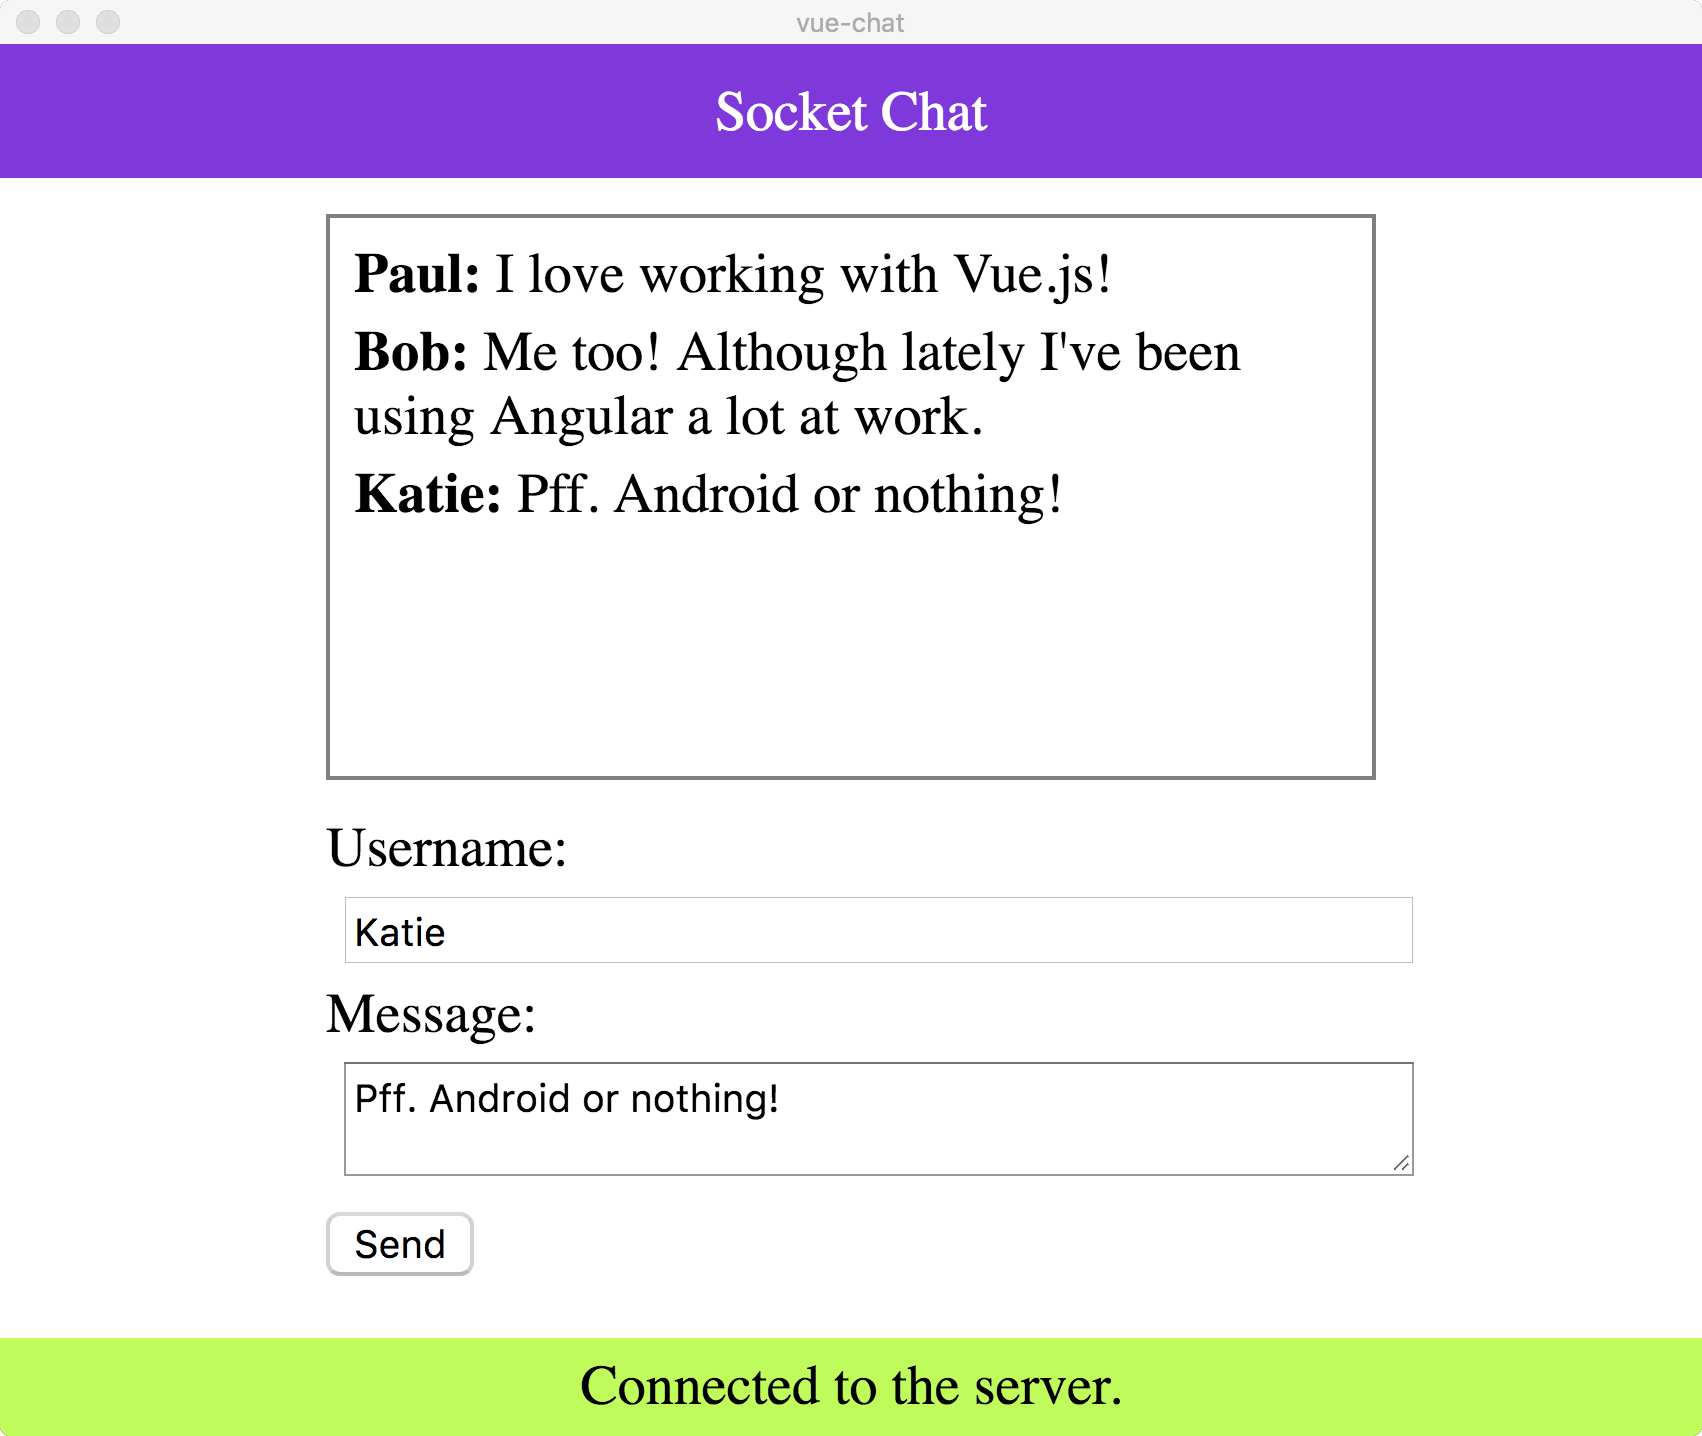 vue-chat
Socket Chat
Paul: I love working with Vue.js!
Bob: Me too! Although lately I've been
using Angular a lot at work.
Katie: Pff. Android or nothing!
Username:
Katie
Message:
Pff. Android or nothing!
Send
Connected to the server.